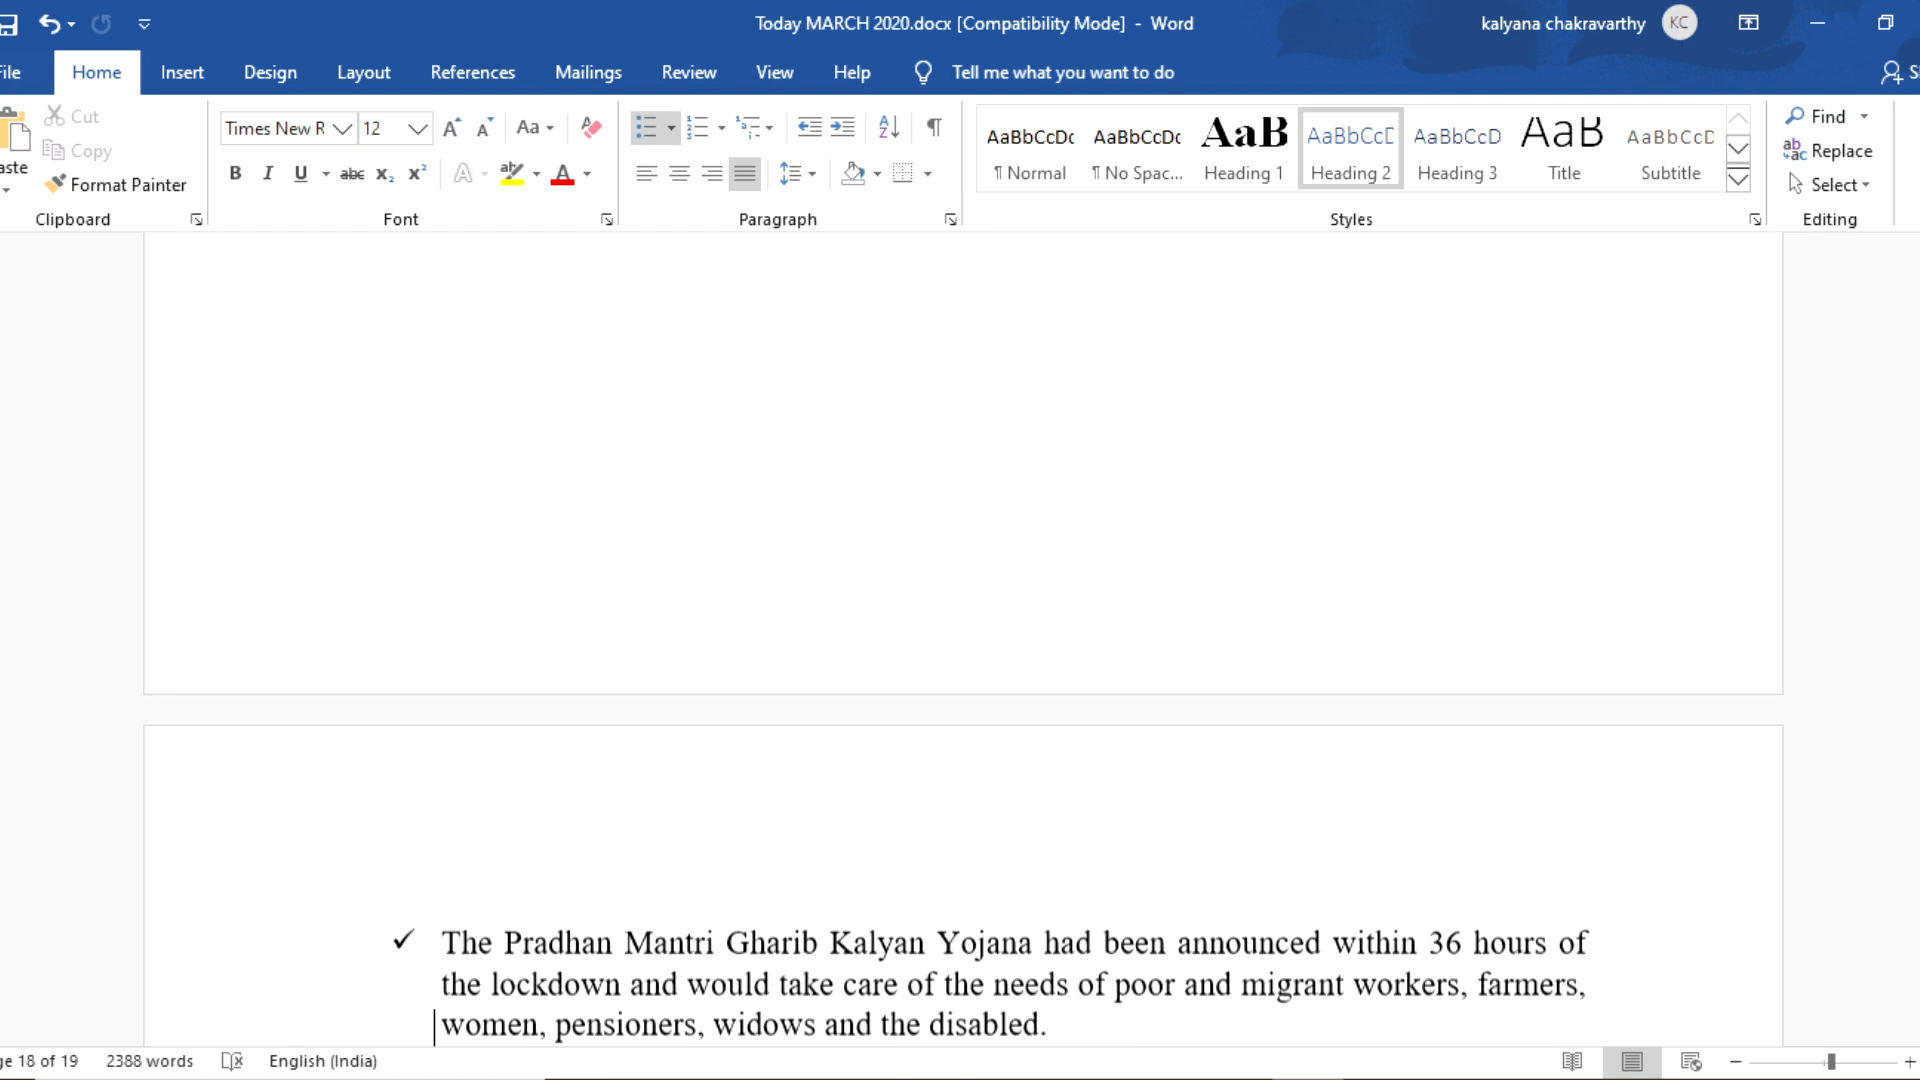 Today MARCH 2020.docx [Compatibility Mode] - Word
kalyana chakravarthy KC
Home Insert Design Layout References Mailings Review View Help Tell me what you want to do
Cut
Copy
Format Painter
Clipboard
Times New R 12
Aa
B I U abc x₂ x²
Font
Paragraph
AaBbCcDc AaBbCcDc AaB AaBbCcD AaBbCcD AaB AaBbCcD
¶ Normal ¶ No Spac... Heading 1 Heading 2 Heading 3 Title Subtitle
Styles
Find
Replace
Select
Editing
✓ The Pradhan Mantri Gharib Kalyan Yojana had been announced within 36 hours of
the lockdown and would take care of the needs of poor and migrant workers, farmers,
women, pensioners, widows and the disabled.
18 of 19 2388 words English (India)